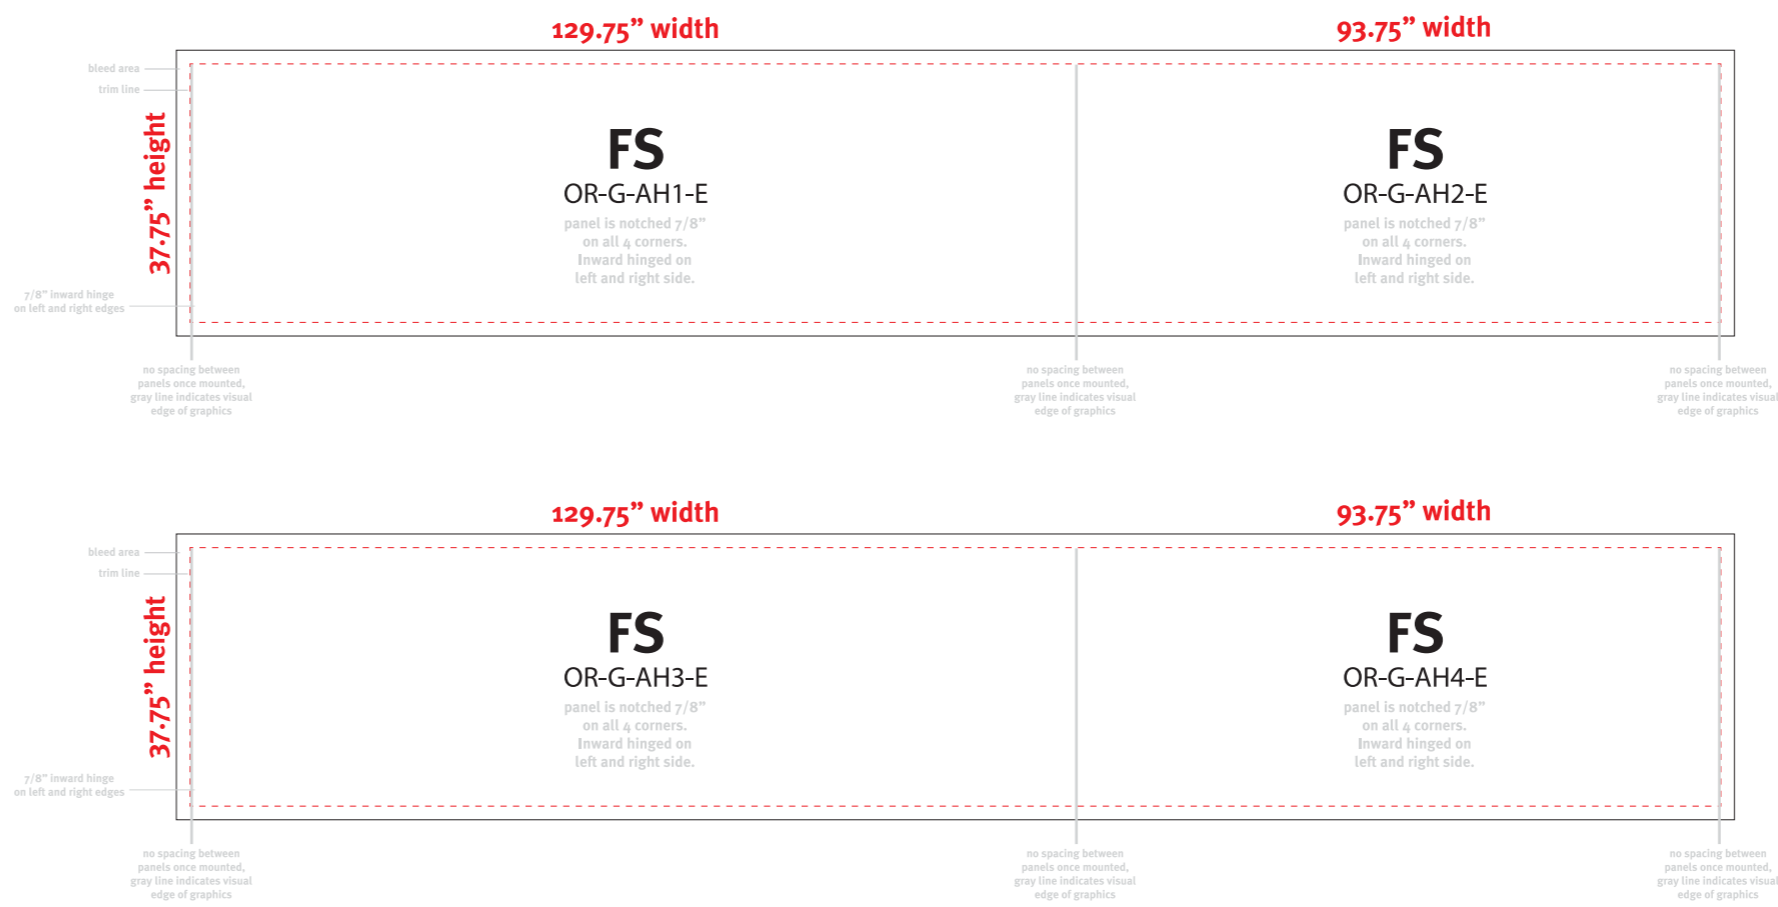 129.75” width
93.75” width
bleed area
trim line
37.75” height
FS
OR-G-AH1-E
panel is notched 7/8”
on all 4 corners.
Inward hinged on
left and right side.
FS
OR-G-AH2-E
panel is notched 7/8”
on all 4 corners.
Inward hinged on
left and right side.
7/8” inward hinge
on left and right edges
no spacing between
panels once mounted,
gray line indicates visual
edge of graphics
no spacing between
panels once mounted,
gray line indicates visual
edge of graphics
no spacing between
panels once mounted,
gray line indicates visual
edge of graphics
129.75” width
93.75” width
bleed area
trim line
37.75” height
FS
OR-G-AH3-E
panel is notched 7/8”
on all 4 corners.
Inward hinged on
left and right side.
FS
OR-G-AH4-E
panel is notched 7/8”
on all 4 corners.
Inward hinged on
left and right side.
7/8” inward hinge
on left and right edges
no spacing between
panels once mounted,
gray line indicates visual
edge of graphics
no spacing between
panels once mounted,
gray line indicates visual
edge of graphics
no spacing between
panels once mounted,
gray line indicates visual
edge of graphics